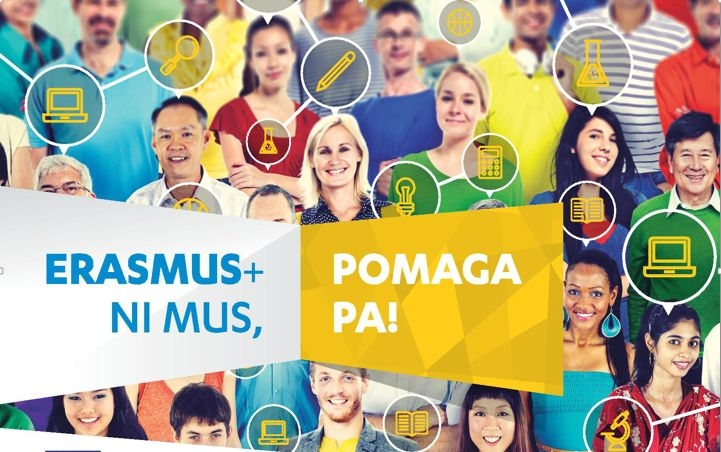 ERASMUS+
NI MUS,
POMAGA
PA!